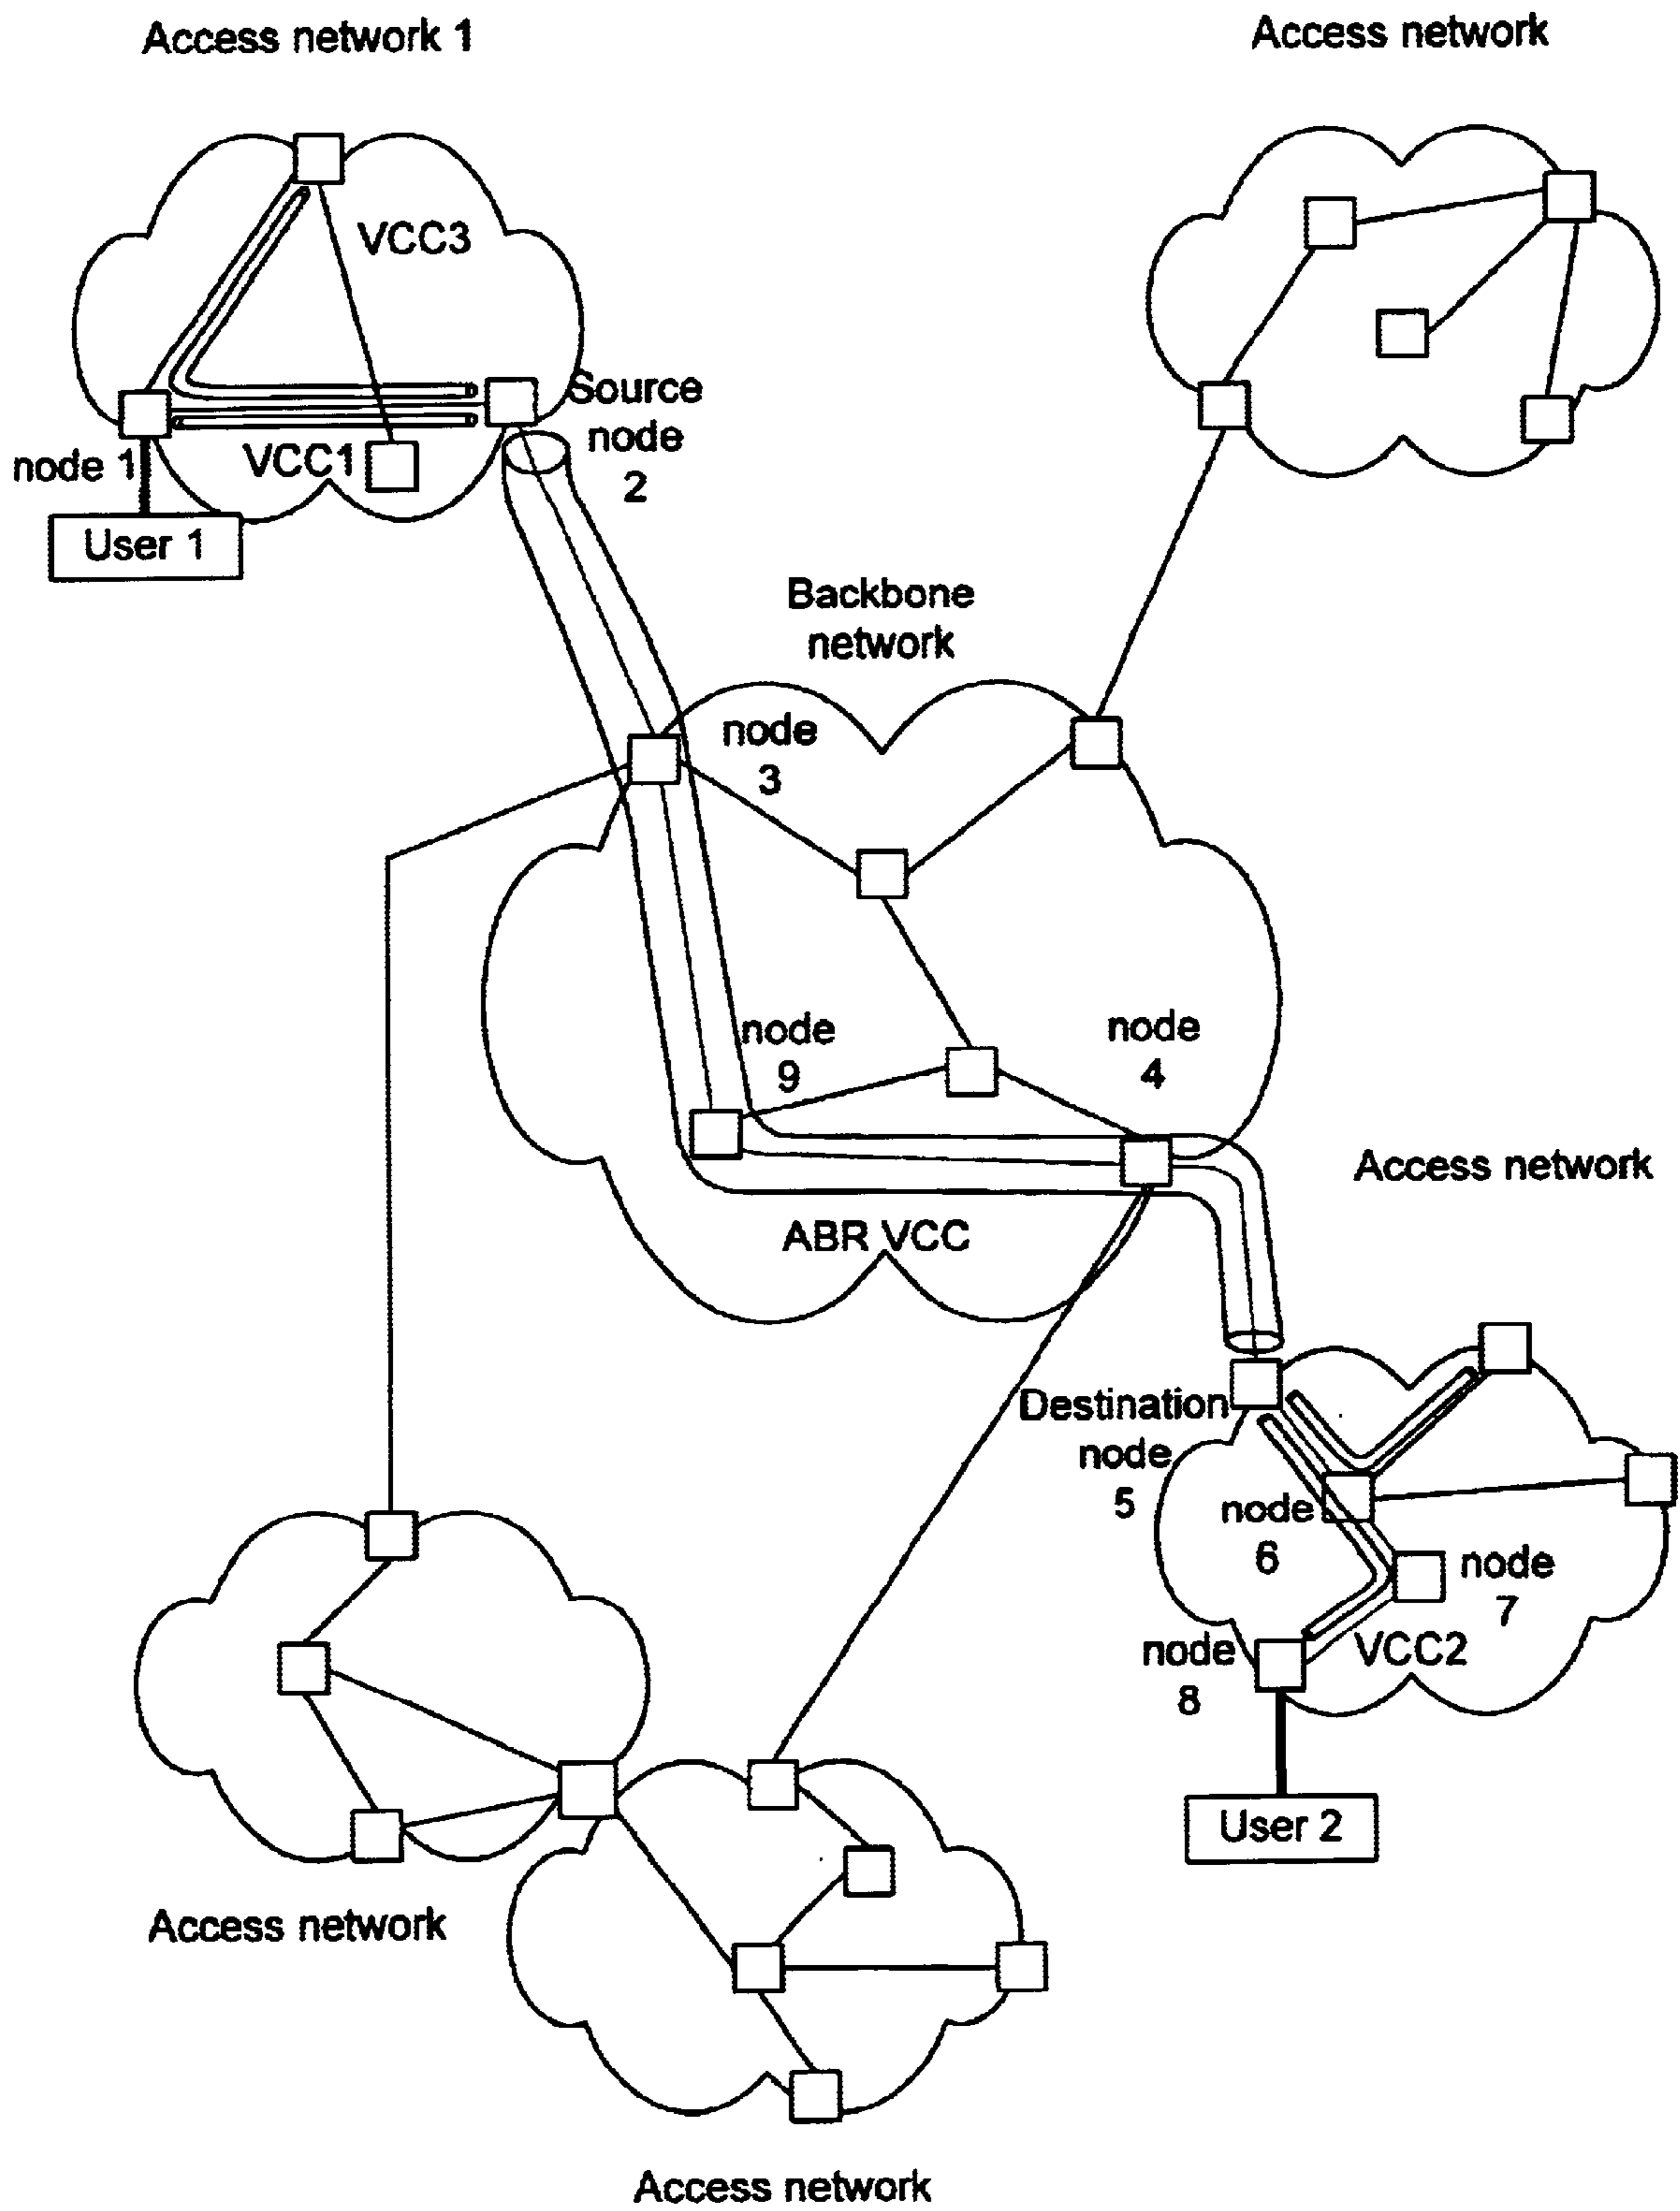 Access network 1
Access network
VCC3
Source
node
2
node 1
VCC1
User 1
Backbone
network
node
3
node
9
node
4
Access network
ABR VCC
Destination
node
5
node
6
node
7
node
8
VCC2
User 2
Access network
Access network